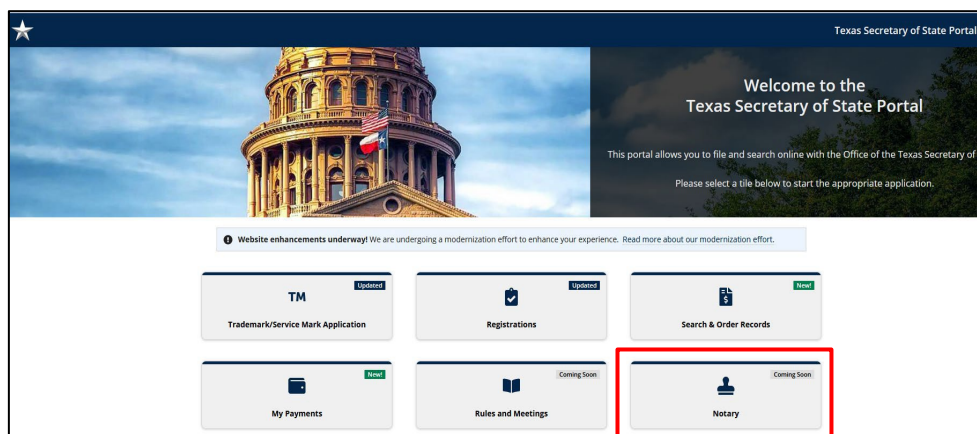 Texas Secretary of State Portal
Welcome to the
Texas Secretary of State Portal
This portal allows you to file and search online with the Office of the Texas Secretary of
Please select a tile below to start the appropriate application.
Website enhancements underway! We are undergoing a modernization effort to enhance your experience. Read more about our modernization effort.
Updated
TM
Trademark/Service Mark Application
Updated
Registrations
New!
Search & Order Records
New!
My Payments
Coming Soon
Rules and Meetings
Coming Soon
Notary